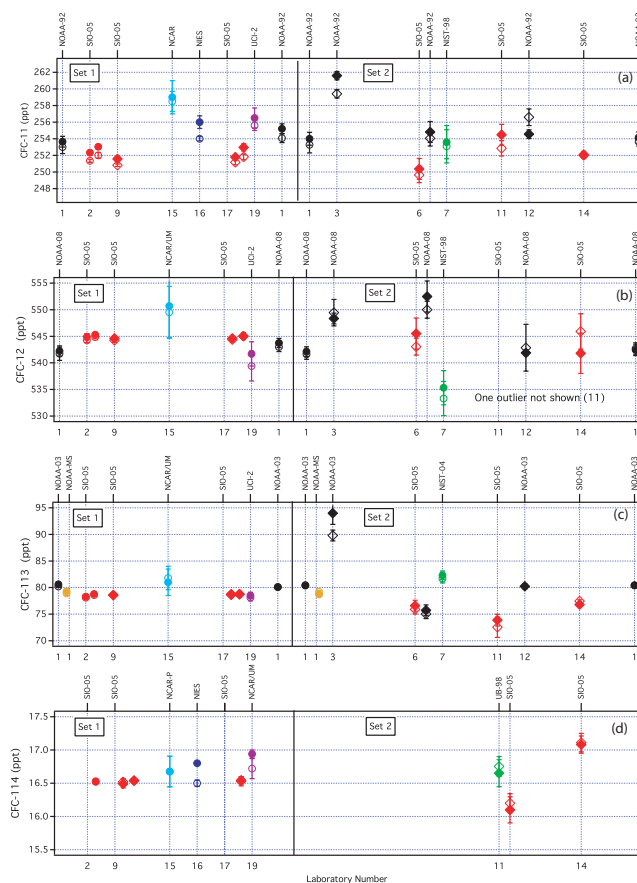 NOAA-92 SIO-05 SIO-05 NCAR NIES SIO-05 UCI-2 NOAA-92 NOAA-92 SIO-05 NOAA-92 NIST-98 SIO-05 NOAA-92 SIO-05
Set 1 Set 2 (a)
CFC-11 (ppt)
262
260
258
256
254
252
250
248
1 2 9 15 16 17 19 1 1 3 6 7 11 12 14 1
NOAA-08 SIO-05 SIO-05 NCAR/UM SIO-05 UCI-2 NOAA-08 NOAA-08 NOAA-08 SIO-05 NOAA-08 NIST-98 SIO-05 NOAA-08 SIO-05 NOAA-08
Set 1 Set 2 (b)
CFC-12 (ppt)
555
550
545
540
535
530
One outlier not shown (11)
1 2 9 15 17 19 1 1 3 6 7 11 12 14 1
NOAA-03 NOAA-MS SIO-05 SIO-05 NCAR/UM SIO-05 UCI-2 NOAA-03 NOAA-03 NOAA-MS NOAA-03 SIO-05 NIST-04 SIO-05 NOAA-03 SIO-05 NOAA-03
Set 1 Set 2 (c)
CFC-113 (ppt)
95
90
85
80
75
70
1 1 2 9 15 17 19 1 1 1 3 6 7 11 12 14 1
SIO-05 SIO-05 NCAR-P NIES SIO-05 NCAR/UM UB-98 SIO-05 SIO-05
Set 1 Set 2 (d)
CFC-114 (ppt)
17.5
17.0
16.5
16.0
15.5
2 9 15 16 17 19 11 14
Laboratory Number